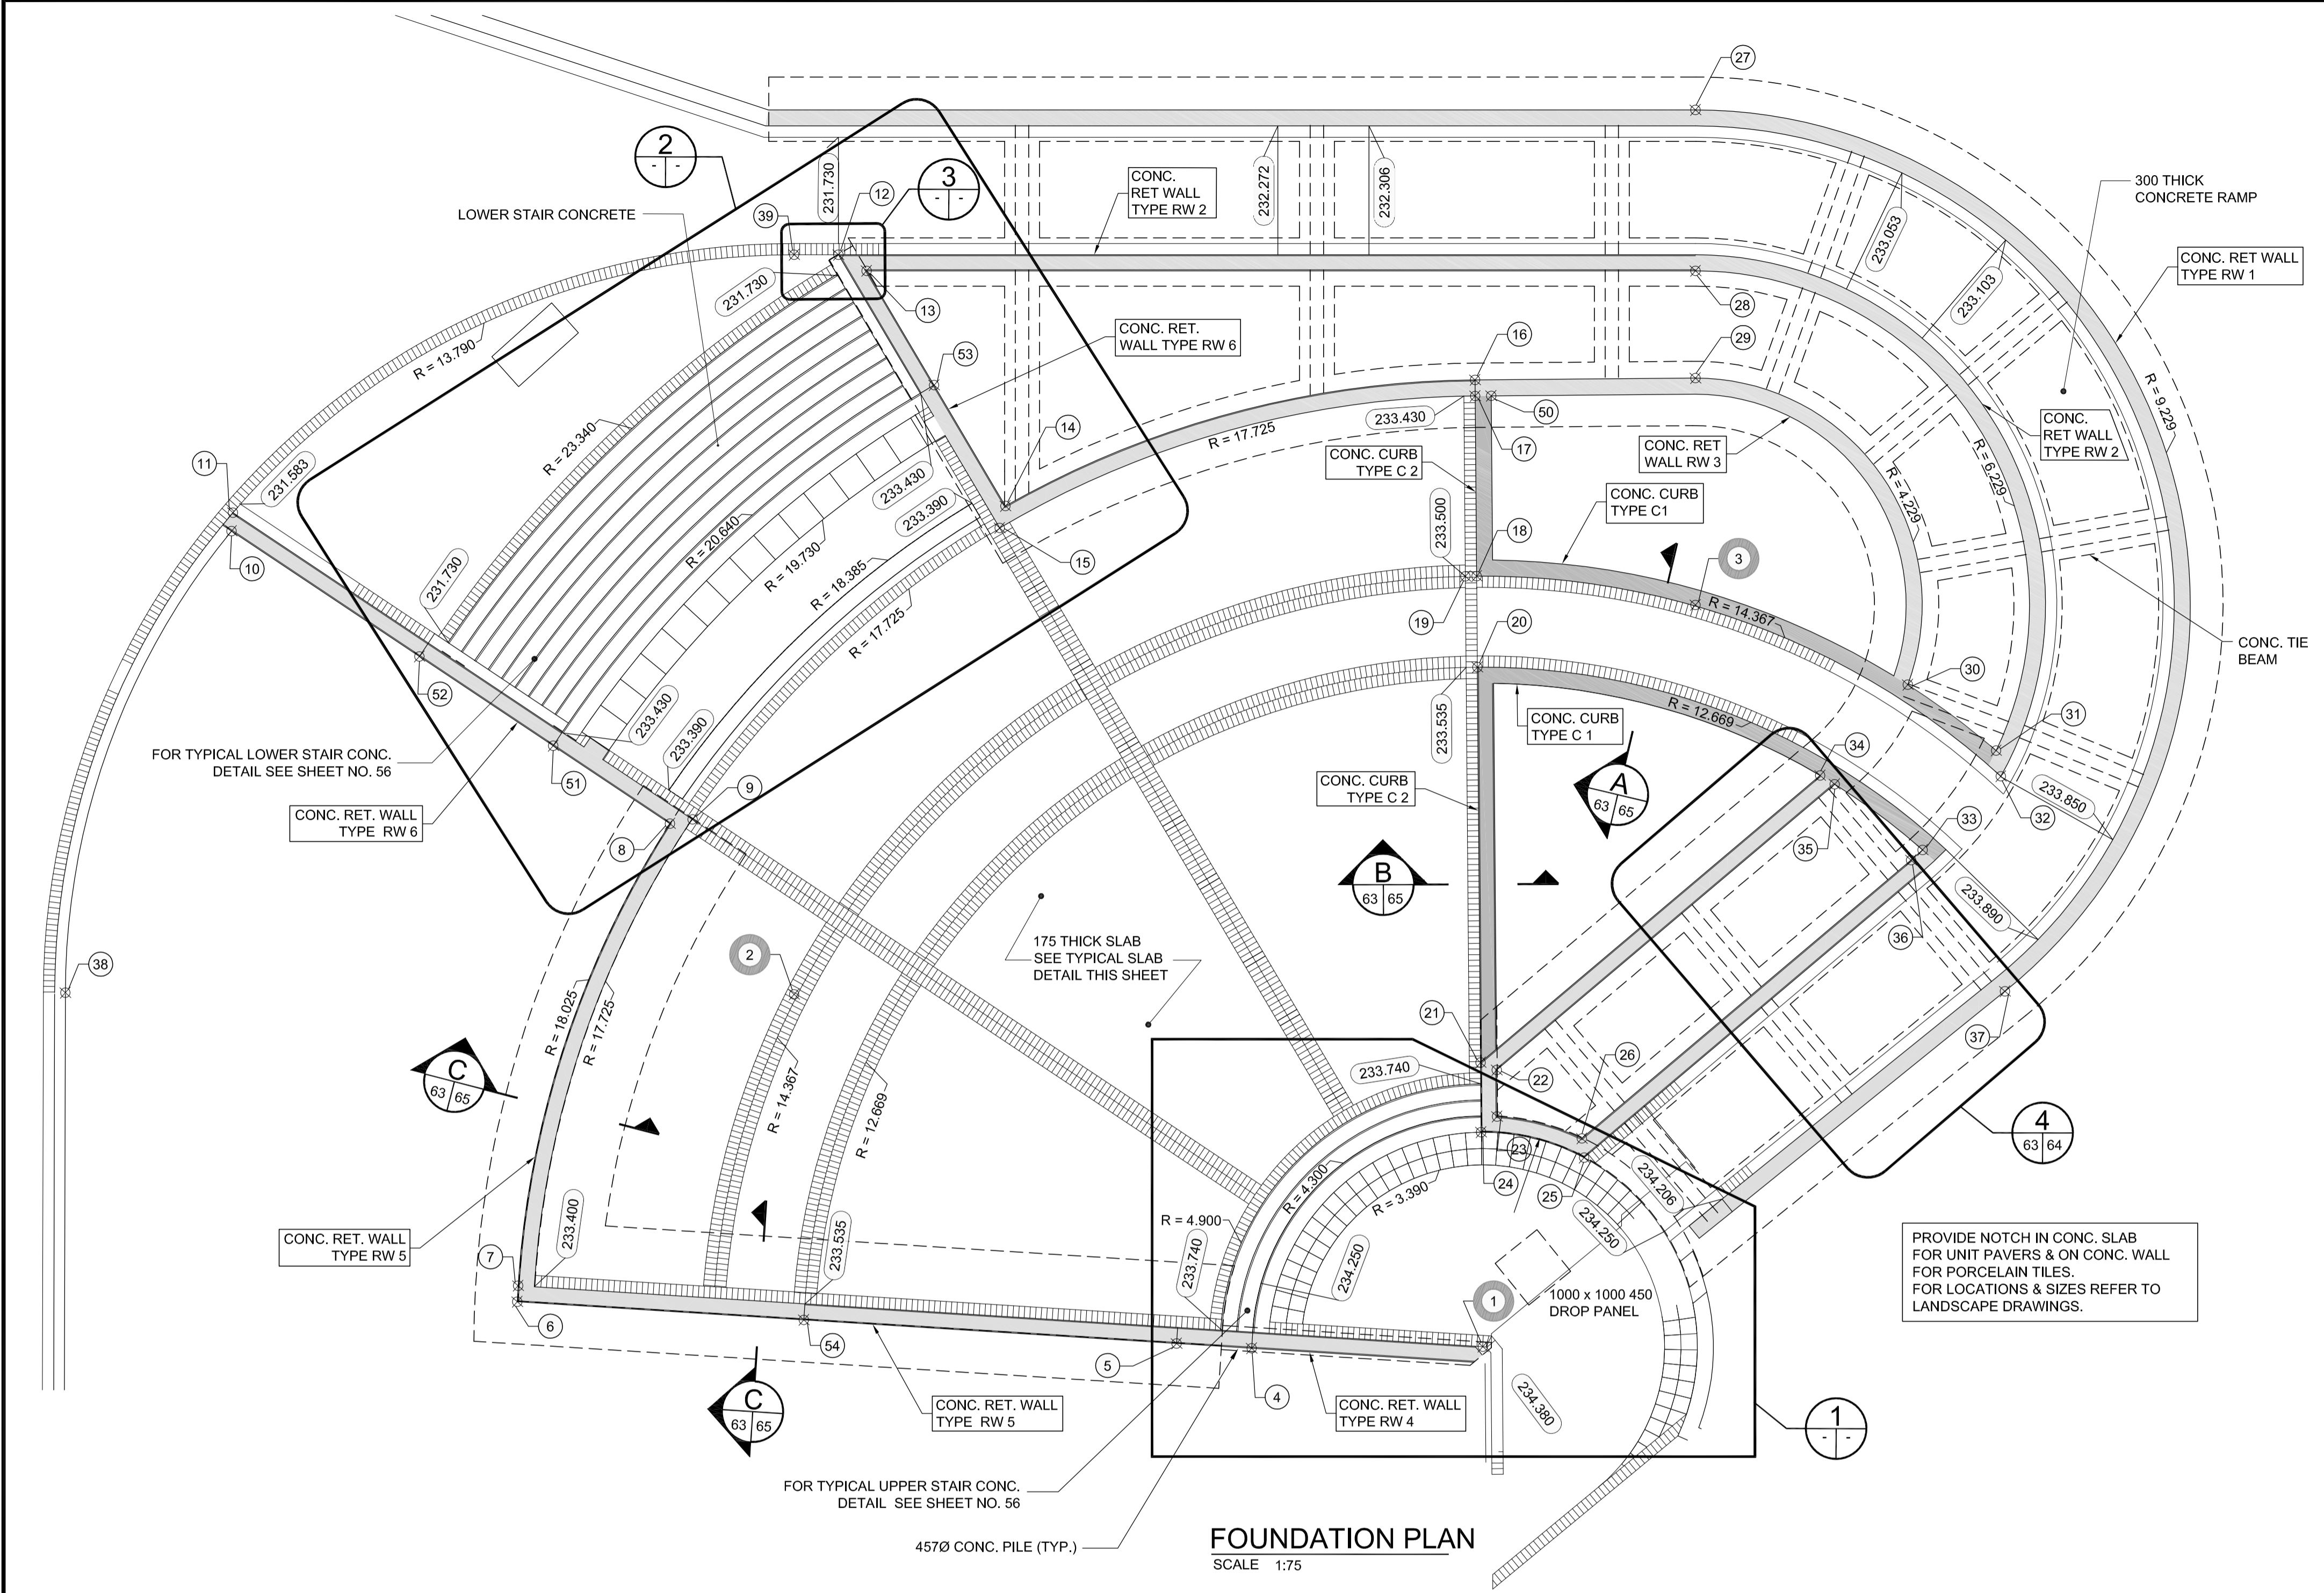 27
2
- -
3
- -
12
39
231.730
LOWER STAIR CONCRETE
CONC.
RET WALL
TYPE RW 2
232.272
232.306
233.053
300 THICK
CONCRETE RAMP
CONC. RET WALL
TYPE RW 1
233.103
231.730
13
28
CONC. RET.
WALL TYPE RW 6
16
29
53
R = 13.790
R = 9.229
R = 23.340
14
R = 17.725
233.430
50
17
CONC. RET
WALL RW 3
CONC.
RET WALL
TYPE RW 2
R = 6.229
R = 4.229
11
231.583
CONC. CURB
TYPE C 2
CONC. CURB
TYPE C1
233.430
233.390
R = 20.640
R = 19.730
233.500
18
3
15
10
R = 18.385
231.730
R = 17.725
19
20
R = 14.367
CONC. TIE
BEAM
30
52
31
233.430
233.390
233.535
R = 12.669
CONC. CURB
TYPE C 1
34
FOR TYPICAL LOWER STAIR CONC.
DETAIL SEE SHEET NO. 56
51
CONC. CURB
TYPE C 2
A
63 65
233.850
32
33
9
CONC. RET. WALL
TYPE RW 6
8
35
B
63 65
233.890
36
2
175 THICK SLAB
SEE TYPICAL SLAB
DETAIL THIS SHEET
38
R = 18.025
R = 17.725
21
37
26
C
63 65
R = 14.367
R = 12.669
233.740
22
4
63 64
23
24
25
R = 4.300
R = 3.390
234.206
234.250
R = 4.900
233.740
234.250
CONC. RET. WALL
TYPE RW 5
233.400
233.535
7
PROVIDE NOTCH IN CONC. SLAB
FOR UNIT PAVERS & ON CONC. WALL
FOR PORCELAIN TILES.
FOR LOCATIONS & SIZES REFER TO
LANDSCAPE DRAWINGS.
1
1000 x 1000 450
DROP PANEL
6
54
5
4
C
63 65
CONC. RET. WALL
TYPE RW 5
CONC. RET. WALL
TYPE RW 4
234.380
1
- -
FOR TYPICAL UPPER STAIR CONC.
DETAIL SEE SHEET NO. 56
457Ø CONC. PILE (TYP.)
FOUNDATION PLAN
SCALE 1:75